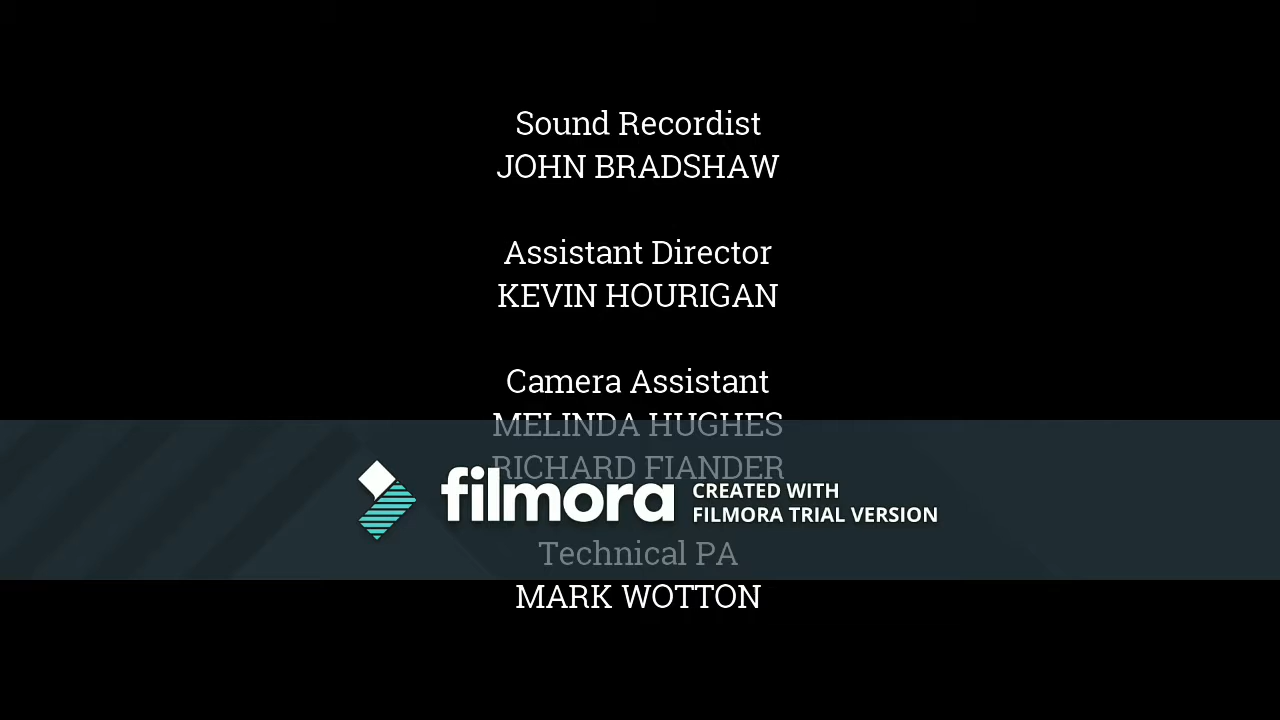 Sound Recordist
JOHN BRADSHAW
Assistant Director
KEVIN HOURIGAN
Camera Assistant
MELINDA HUGHES
RICHARD FIANDER
filmora
CREATED WITH
FILMORA TRIAL VERSION
Technical PA
MARK WOTTON